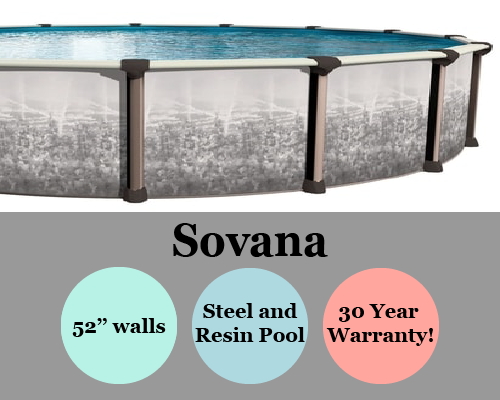 Sovana
52” walls
Steel and
Resin Pool
30 Year
Warranty!